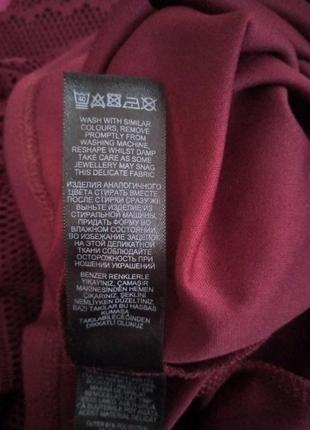 40
WASH WITH SIMILAR
COLOURS, REMOVE
PROMPTLY FROM
WASHING MACHINE,
RESHAPE WHILST DAMP
TAKE CARE AS SOME
JEWELLERY MAY SNAG
THIS DELICATE FABRIC
ИЗДЕЛИЯ АНАЛОГИЧНОГО
ЦВЕТА СТИРАТЬ ВМЕСТЕ
ПОСЛЕ СТИРКИ СРАЗУ ЖЕ
ВЫНЬТЕ ИЗДЕЛИЕ ИЗ
СТИРАЛЬНОЙ МАШИНЫ,
ПРИДАТЬ ФОРМУ ВО
ВЛАЖНОМ СОСТОЯНИИ
ВО ИЗБЕЖАНИЕ ЗАЦЕПОК
НА ЭТОЙ ДЕЛИКАТНОЙ
ТКАНИ СОБЛЮДАЙТЕ
ОСТОРОЖНОСТЬ ПРИ
НОШЕНИИ УКРАШЕНИЙ
BENZER RENKLERLE
YIKAYINIZ, ÇAMAŞIR
MAKİNESİNDEN HEMEN
ÇIKARINIZ, ŞEKLİNİ
NEMLİYKEN DÜZELTİNİZ
BAZI TAKILAR BU HASSAS
KUMAŞA
TAKILABİLECEĞİNDEN
DİKKATLİ OLUNUZ